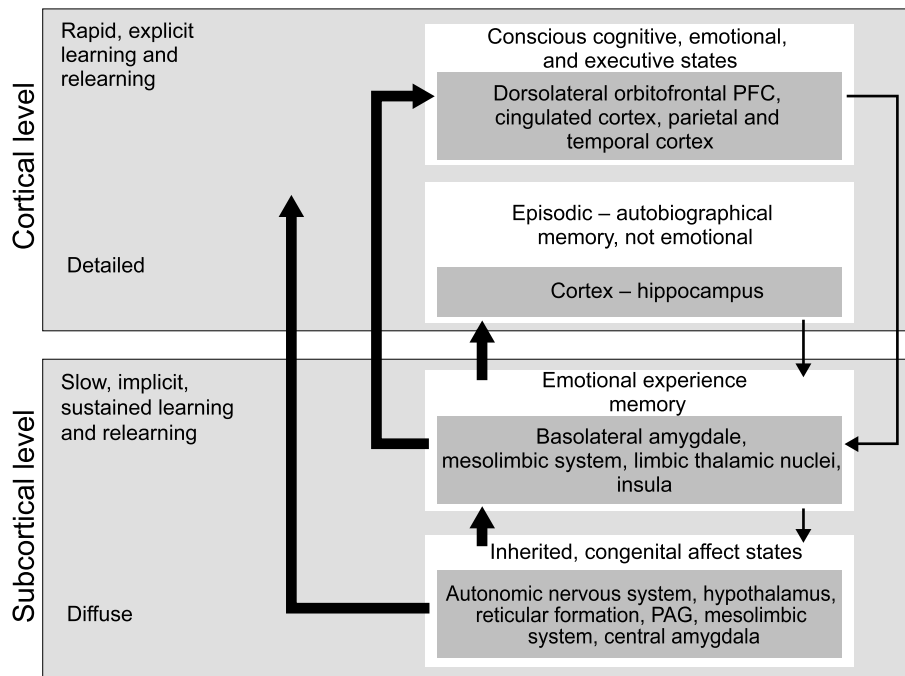 Cortical level
Rapid, explicit
learning and
relearning
Detailed
Conscious cognitive, emotional,
and executive states
Dorsolateral orbitofrontal PFC,
cingulated cortex, parietal and
temporal cortex
Episodic – autobiographical
memory, not emotional
Cortex – hippocampus
Subcortical level
Slow, implicit,
sustained learning
and relearning
Diffuse
Emotional experience
memory
Basolateral amygdale,
mesolimbic system, limbic thalamic nuclei,
insula
Inherited, congenital affect states
Autonomic nervous system, hypothalamus,
reticular formation, PAG, mesolimbic
system, central amygdala